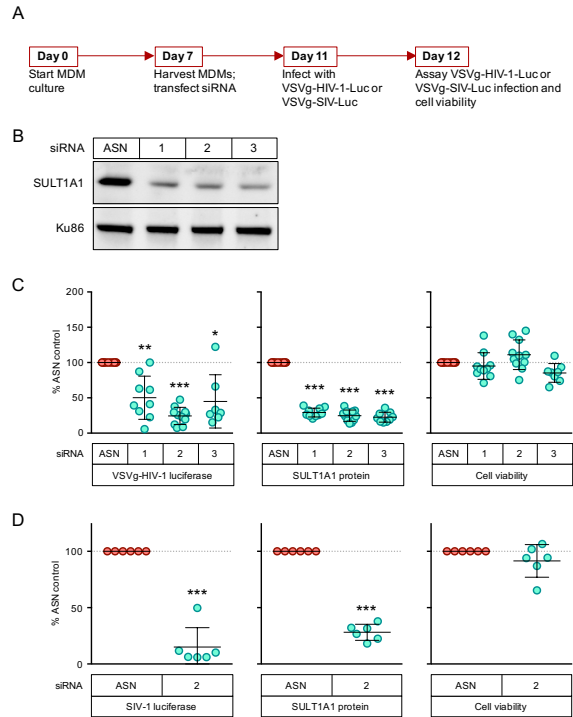 A
Day 0
Day 7
Day 11
Day 12
Start MDM
culture
Harvest MDMs;
transfect siRNA
Infect with
VSVg-HIV-1-Luc or
VSVg-SIV-Luc
Assay VSVg-HIV-1-Luc or
VSVg-SIV-Luc infection and
cell viability
B
siRNA ASN 1 2 3
SULT1A1
Ku86
C
% ASN control
200
150
100
50
0
** *** *
*** *** ***
siRNA ASN 1 2 3 ASN 1 2 3 ASN 1 2 3
VSVg-HIV-1 luciferase SULT1A1 protein Cell viability
D
% ASN control
100
50
0
***
***
siRNA ASN 2 ASN 2 ASN 2
SIV-1 luciferase SULT1A1 protein Cell viability